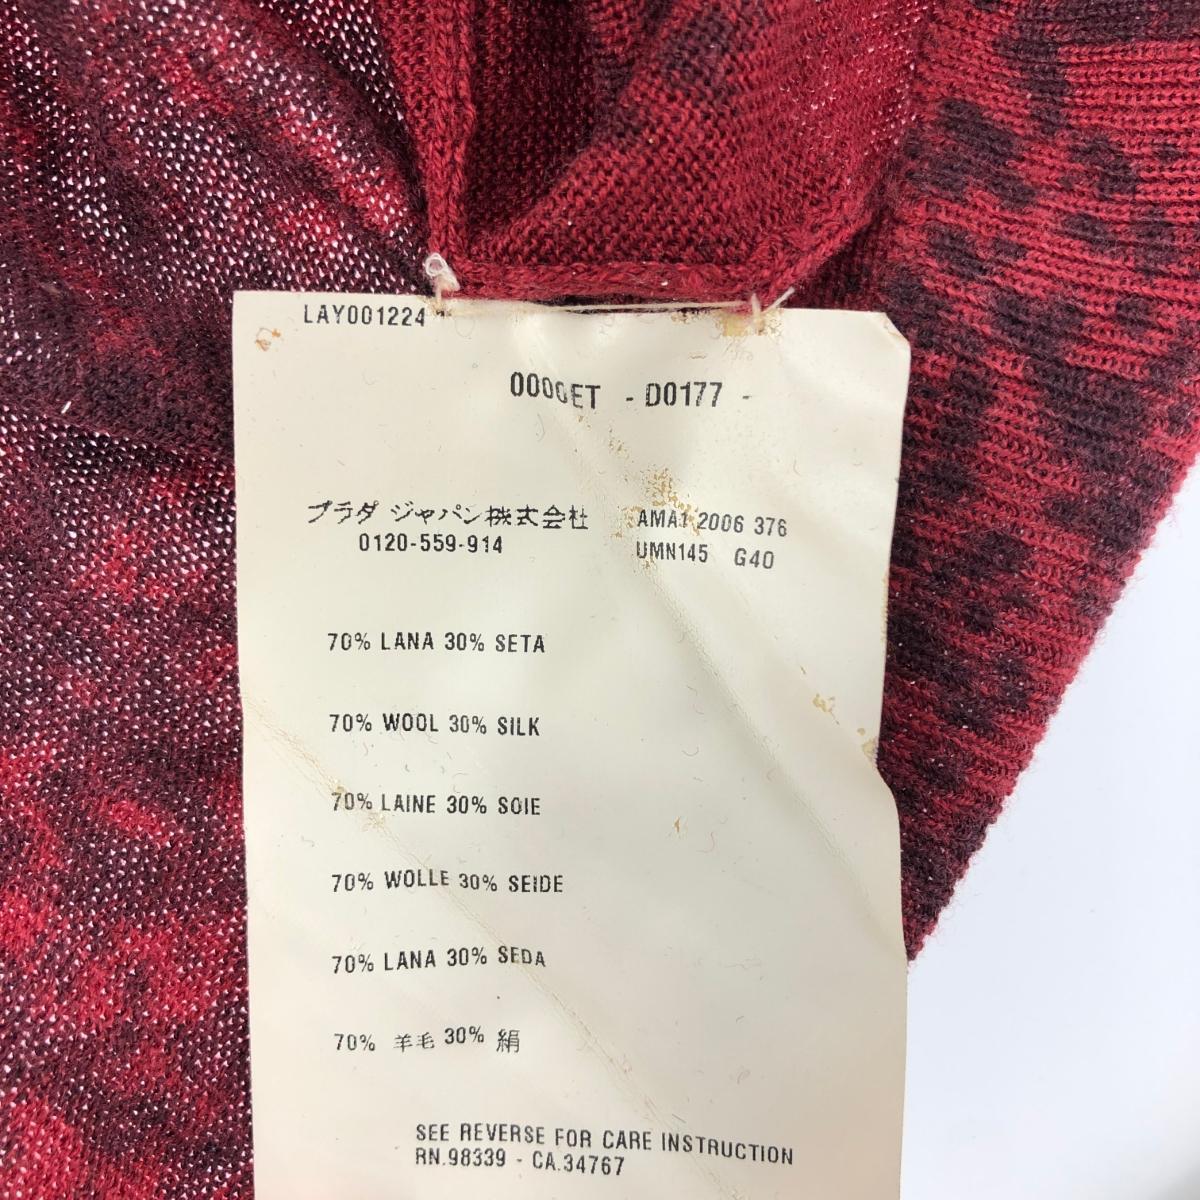 LAY001224
0000ET - D0177 -
プラダ ジャパン株式会社
0120-559-914
AMA1 2006 376
UMN145 G40
70% LANA 30% SETA
70% WOOL 30% SILK
70% LAINE 30% SOIE
70% WOLLE 30% SEIDE
70% LANA 30% SEDA
70% 羊毛 30% 絹
SEE REVERSE FOR CARE INSTRUCTION
RN.98339 - CA.34767